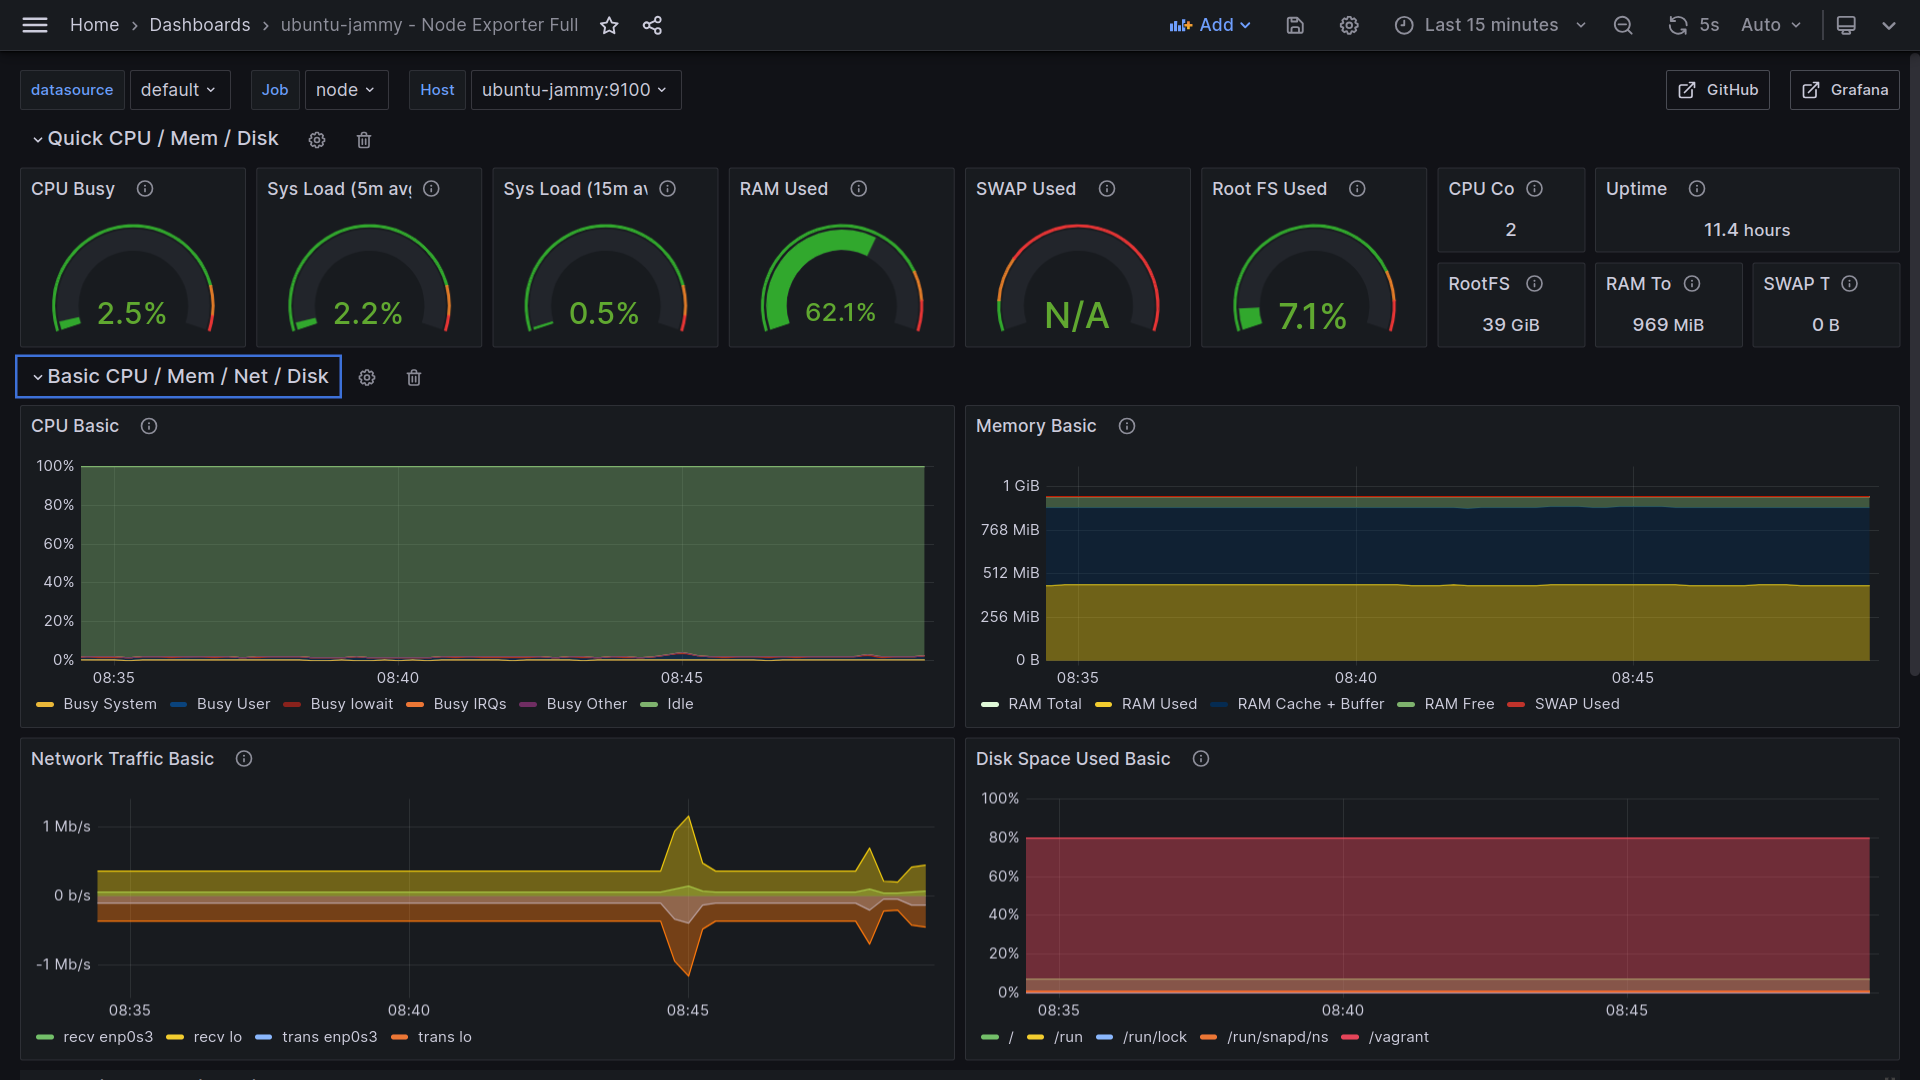 Home › Dashboards › ubuntu-jammy - Node Exporter Full Add Last 15 minutes 5s Auto
datasource default Job node Host ubuntu-jammy:9100 GitHub Grafana
Quick CPU / Mem / Disk
CPU Busy
2.5%
Sys Load (5m avg
2.2%
Sys Load (15m av
0.5%
RAM Used
62.1%
SWAP Used
N/A
Root FS Used
7.1%
CPU Co
2
Uptime
11.4 hours
RootFS
39 GiB
RAM To
969 MiB
SWAP T
0 B
Basic CPU / Mem / Net / Disk
CPU Basic
100%
80%
60%
40%
20%
0%
08:35 08:40 08:45
Busy System Busy User Busy Iowait Busy IRQs Busy Other Idle
Memory Basic
1 GiB
768 MiB
512 MiB
256 MiB
0 B
08:35 08:40 08:45
RAM Total RAM Used RAM Cache + Buffer RAM Free SWAP Used
Network Traffic Basic
1 Mb/s
0 b/s
-1 Mb/s
08:35 08:40 08:45
recv enp0s3 recv lo trans enp0s3 trans lo
Disk Space Used Basic
100%
80%
60%
40%
20%
0%
08:35 08:40 08:45
/ /run /run/lock /run/snapd/ns /vagrant